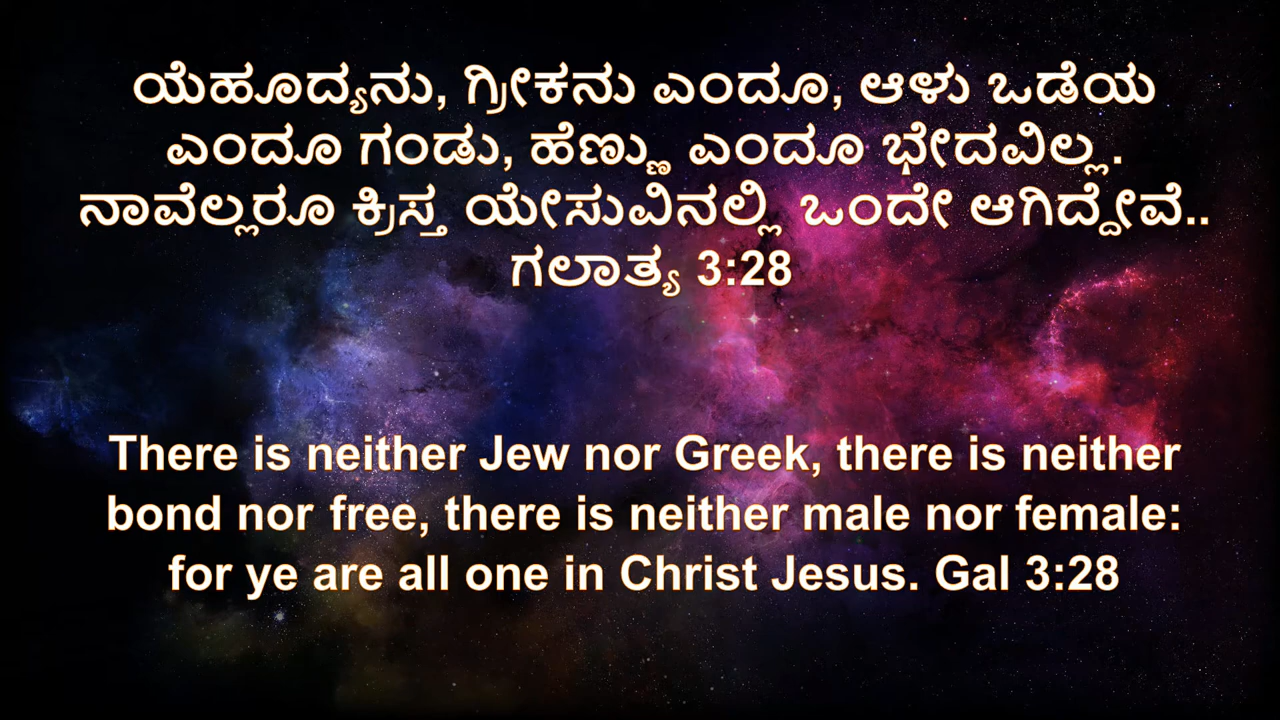 ಯೆಹೂದ್ಯನು, ಗ್ರೀಕನು ಎಂದೂ, ಆಳು ಒಡೆಯ
ಎಂದೂ ಗಂಡು, ಹೆಣ್ಣು ಎಂದೂ ಭೇದವಿಲ್ಲ.
ನಾವೆಲ್ಲರೂ ಕ್ರಿಸ್ತ ಯೇಸುವಿನಲ್ಲಿ ಒಂದೇ ಆಗಿದ್ದೇವೆ..
ಗಲಾತ್ಯ 3:28
There is neither Jew nor Greek, there is neither
bond nor free, there is neither male nor female:
for ye are all one in Christ Jesus. Gal 3:28